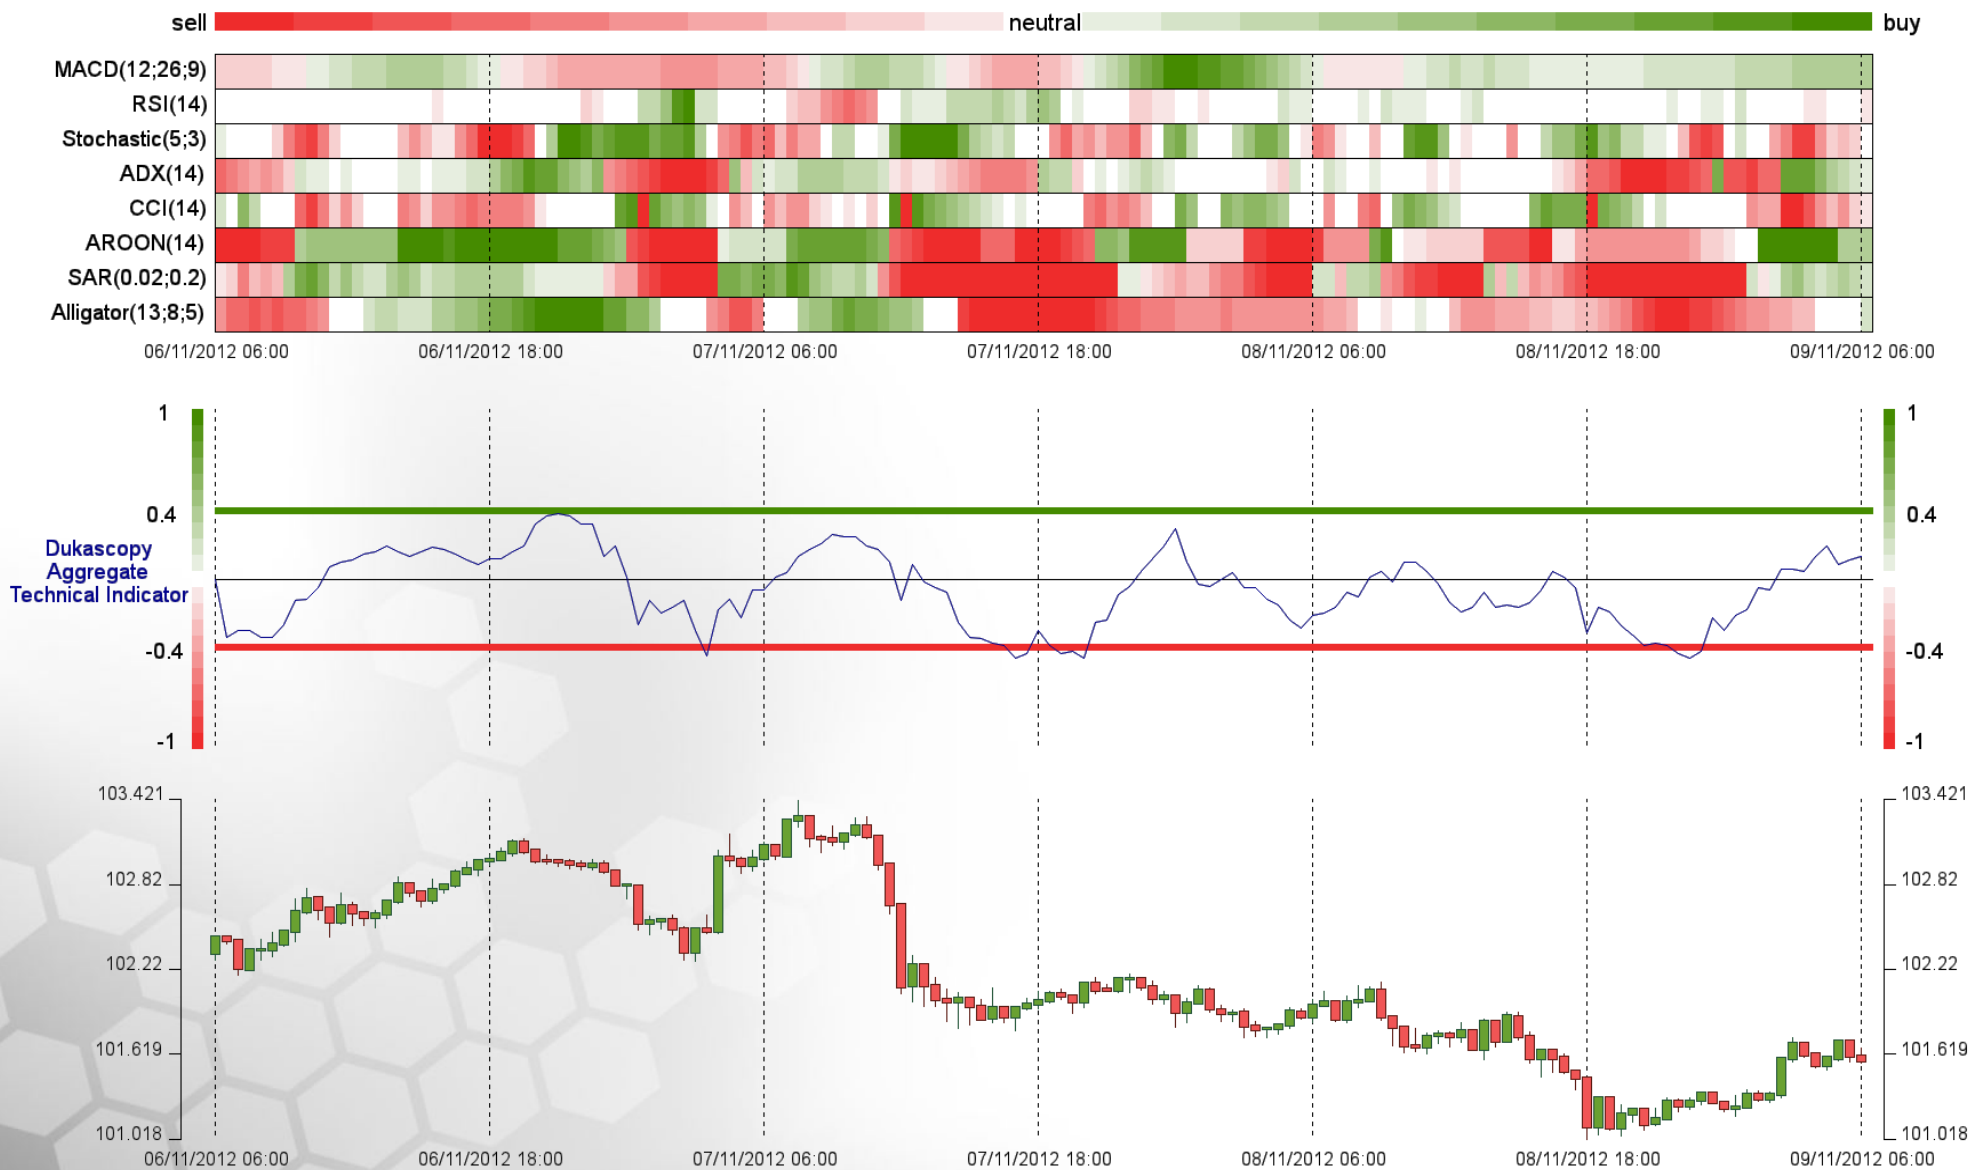 sell neutral buy
MACD(12;26;9)
RSI(14)
Stochastic(5;3)
ADX(14)
CCI(14)
AROON(14)
SAR(0.02;0.2)
Alligator(13;8;5)
06/11/2012 06:00 06/11/2012 18:00 07/11/2012 06:00 07/11/2012 18:00 08/11/2012 06:00 08/11/2012 18:00 09/11/2012 06:00
1 1
0.4 0.4
Dukascopy
Aggregate
Technical Indicator
-0.4 -0.4
-1 -1
103.421 103.421
102.82 102.82
102.22 102.22
101.619 101.619
101.018 101.018
06/11/2012 06:00 06/11/2012 18:00 07/11/2012 06:00 07/11/2012 18:00 08/11/2012 06:00 08/11/2012 18:00 09/11/2012 06:00